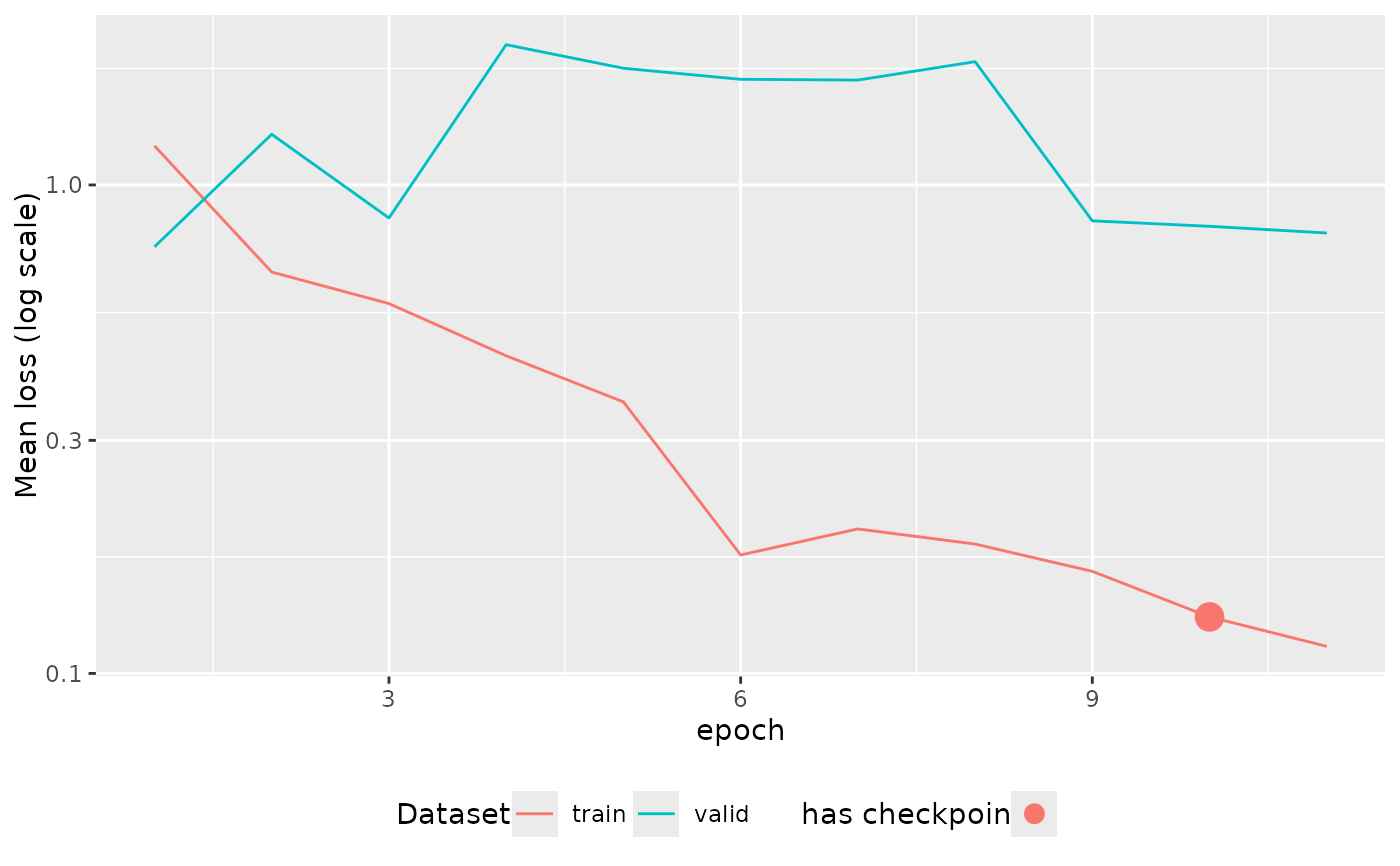 Mean loss (log scale)
1.0
0.3
0.1
3 6 9
epoch
Dataset train valid has checkpoin